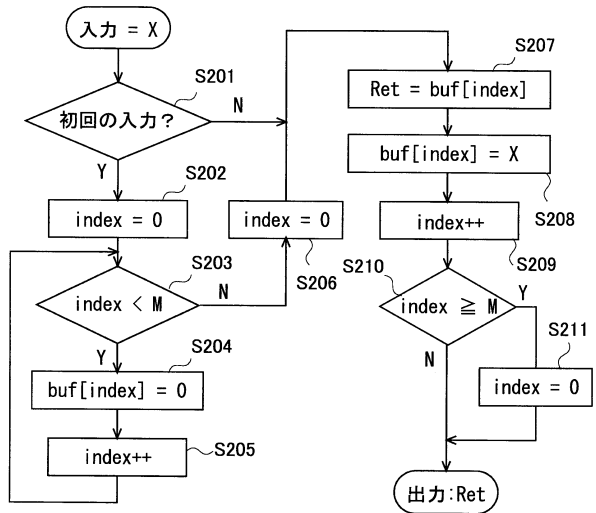 入力 = X
S201
初回の入力？
N
Y
S202
index = 0
S203
index < M
N
Y
S204
buf[index] = 0
S205
index++
index = 0
S206
S207
Ret = buf[index]
buf[index] = X
S208
index++
S209
S210
index ≧ M
Y
N
S211
index = 0
出力:Ret